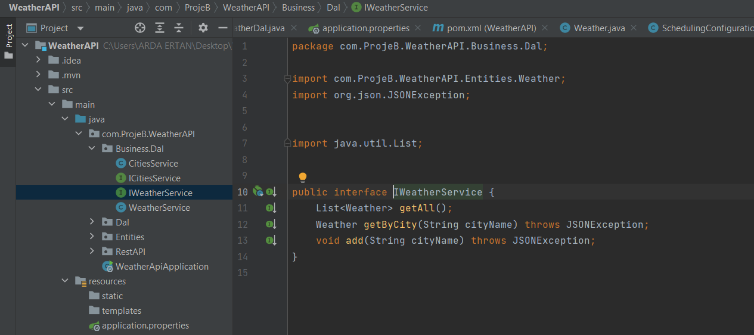 WeatherAPI src main java com ProjeB WeatherAPI Business Dal IWeatherService
Project
Project
WeatherAPI C:\Users\ARDA ERTAN\Desktop\
.idea
.mvn
src
main
java
com.ProjeB.WeatherAPI
Business.Dal
CitiesService
ICitiesService
IWeatherService
WeatherService
Dal
Entities
RestAPI
WeatherApiApplication
resources
static
templates
application.properties
therDal.java application.properties pom.xml (WeatherAPI) Weather.java SchedulingConfiguratio
1 package com.ProjeB.WeatherAPI.Business.Dal;
2
3 import com.ProjeB.WeatherAPI.Entities.Weather;
4 import org.json.JSONException;
5
6
7 import java.util.List;
8
9
10 public interface IWeatherService {
11 List<Weather> getAll();
12 Weather getByCity(String cityName) throws JSONException;
13 void add(String cityName) throws JSONException;
14 }
15